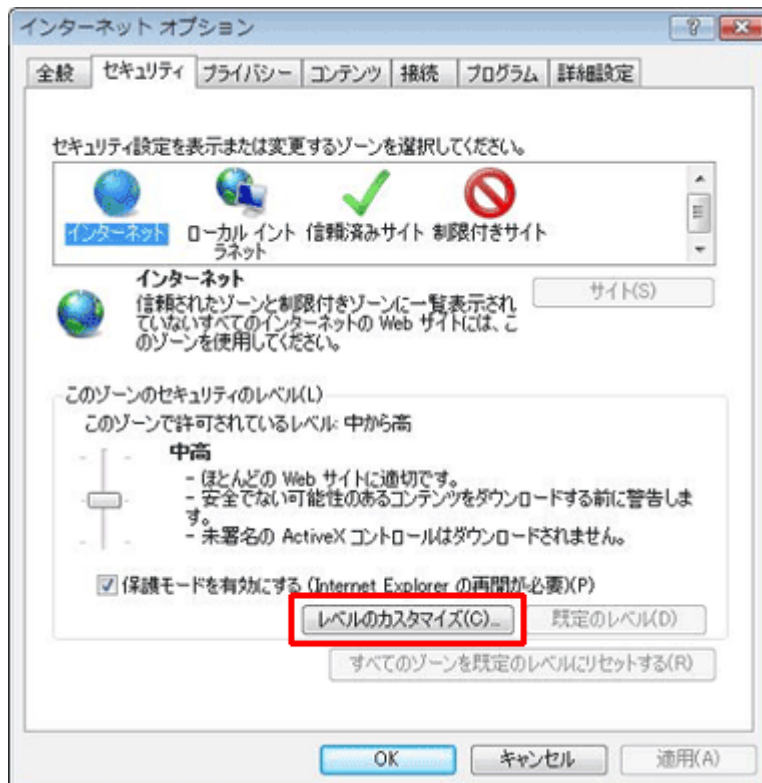 インターネット オプション
全般 セキュリティ プライバシー コンテンツ 接続 プログラム 詳細設定
セキュリティ設定を表示または変更するゾーンを選択してください。
インターネット ローカル イント 信頼済みサイト 制限付きサイト
ラネット
インターネット
サイト(S)
信頼されたゾーンと制限付きゾーンに一覧表示され
ていないすべてのインターネットの Web サイトには、こ
のゾーンを使用してください。
このゾーンのセキュリティのレベル(L)
このゾーンで許可されているレベル: 中から高
中高
- ほとんどの Web サイトに適切です。
- 安全でない可能性のあるコンテンツをダウンロードする前に警告しま
す。
- 未署名の ActiveX コントロールはダウンロードされません。
保護モードを有効にする (Internet Explorer の再開が必要)(P)
レベルのカスタマイズ(C)... 既定のレベル(D)
すべてのゾーンを既定のレベルにリセットする(R)
OK キャンセル 適用(A)